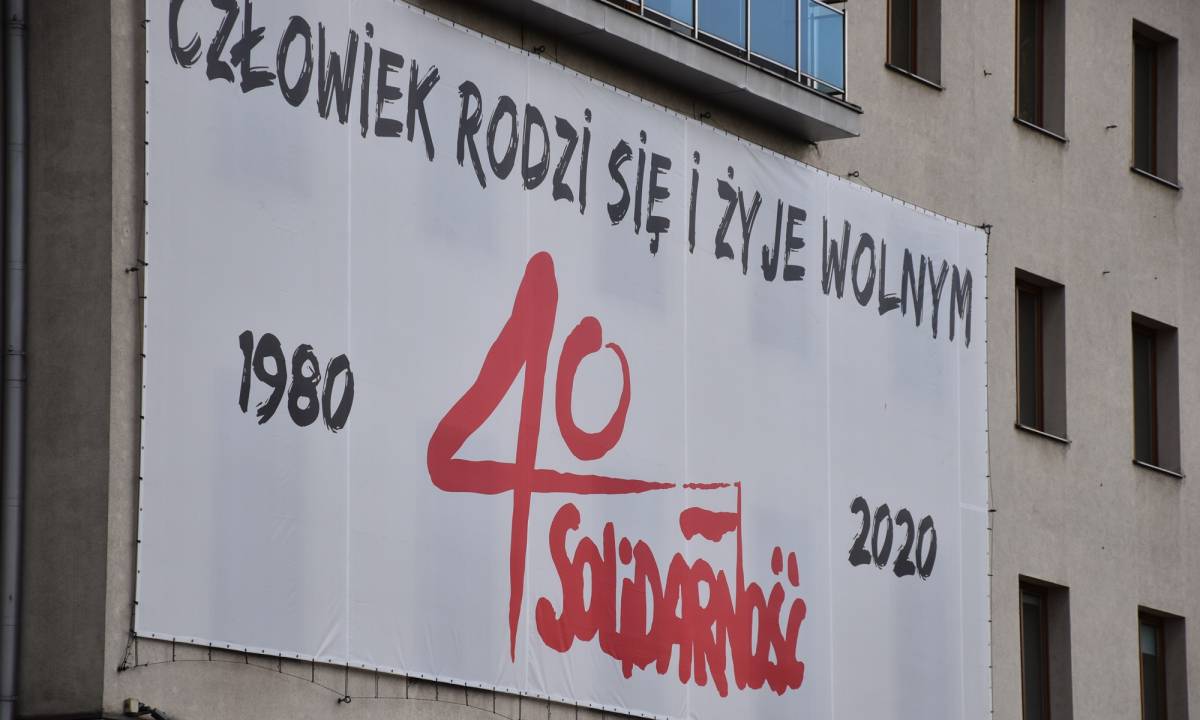 CZŁOWIEK RODZI SIĘ I ŻYJE WOLNYM
1980
40
SOLIDARNOŚĆ
2020